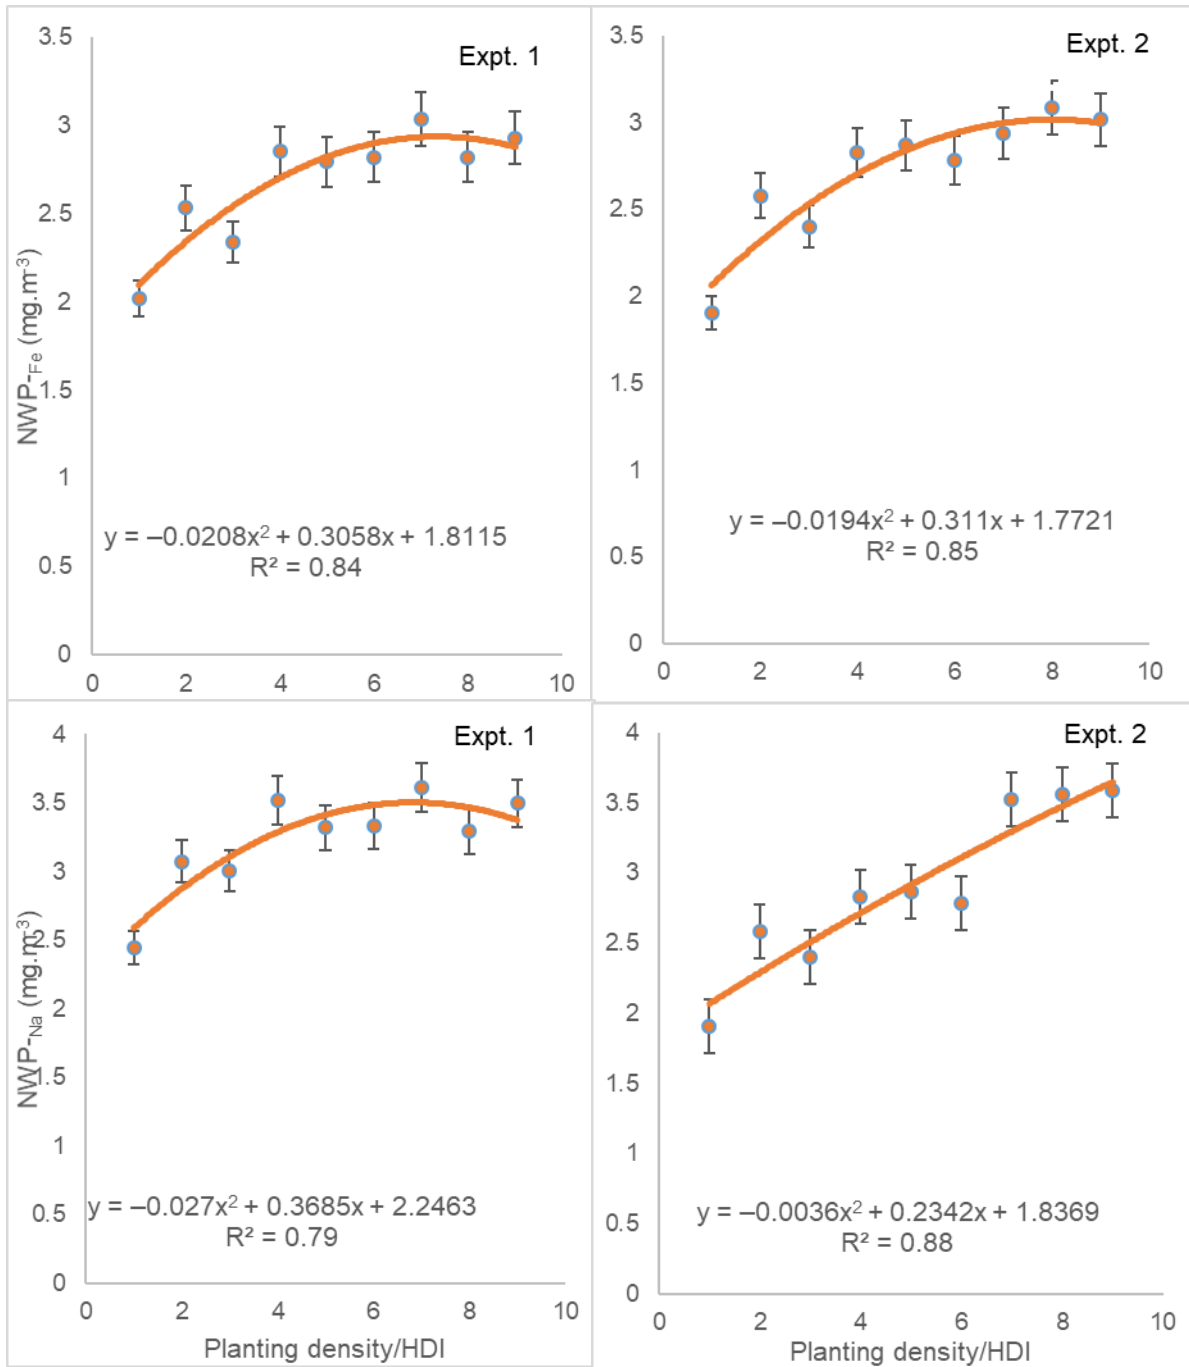 Expt. 1
3.5
3
2.5
2
1.5
1
0.5
0
NWP-Fe (mg.m-3)
y = –0.0208x² + 0.3058x + 1.8115
R² = 0.84
0 2 4 6 8 10
Expt. 2
3.5
3
2.5
2
1.5
1
0.5
0
y = –0.0194x² + 0.311x + 1.7721
R² = 0.85
0 2 4 6 8 10
Expt. 1
4
3.5
3
2.5
2
1.5
1
0.5
0
NWP-Na (mg.m-3)
y = –0.027x² + 0.3685x + 2.2463
R² = 0.79
0 2 4 6 8 10
Planting density/HDI
Expt. 2
4
3.5
3
2.5
2
1.5
1
0.5
0
y = –0.0036x² + 0.2342x + 1.8369
R² = 0.88
0 2 4 6 8 10
Planting density/HDI